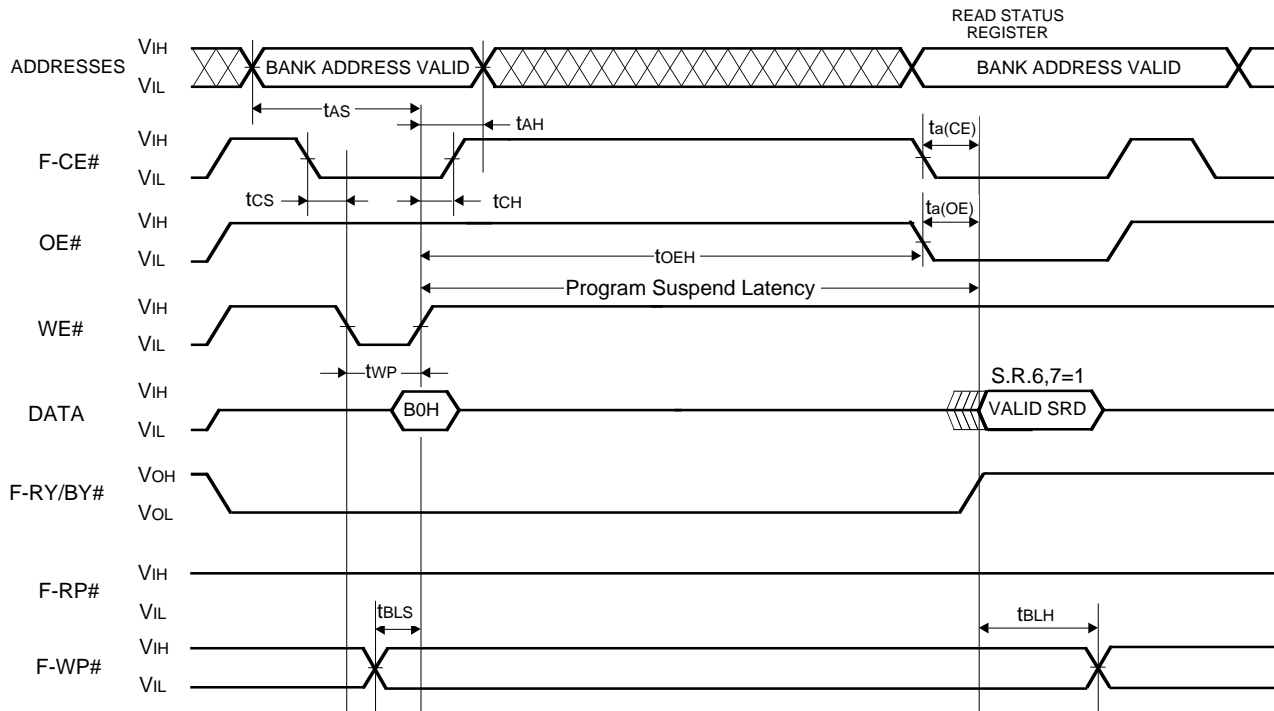 READ STATUS
REGISTER
ADDRESSES VIH VIL BANK ADDRESS VALID BANK ADDRESS VALID
tAS tAH
F-CE# VIH VIL ta(CE)
tCS tCH
OE# VIH VIL ta(OE)
tOEH
Program Suspend Latency
WE# VIH VIL
tWP
S.R.6,7=1
DATA VIH VIL B0H VALID SRD
F-RY/BY# VOH VOL
F-RP# VIH VIL
tBLS tBLH
F-WP# VIH VIL